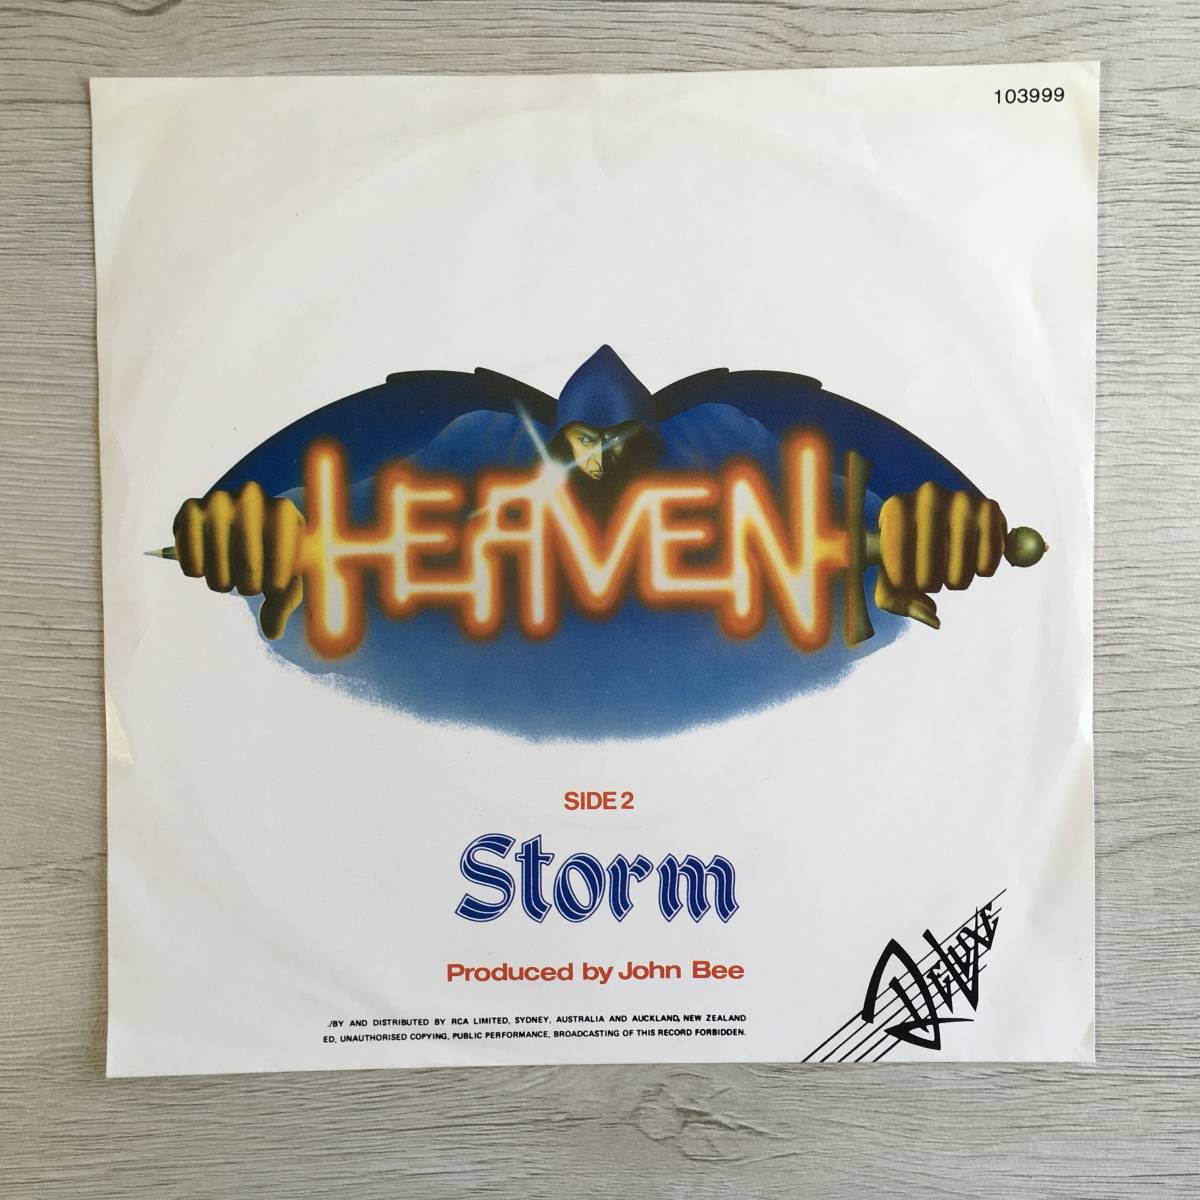 103999
HEAVEN
SIDE 2
Storm
Produced by John Bee
DELUXE
./BY AND DISTRIBUTED BY RCA LIMITED, SYDNEY, AUSTRALIA AND AUCKLAND, NEW ZEALAND
ED, UNAUTHORISED COPYING, PUBLIC PERFORMANCE, BROADCASTING OF THIS RECORD FORBIDDEN.